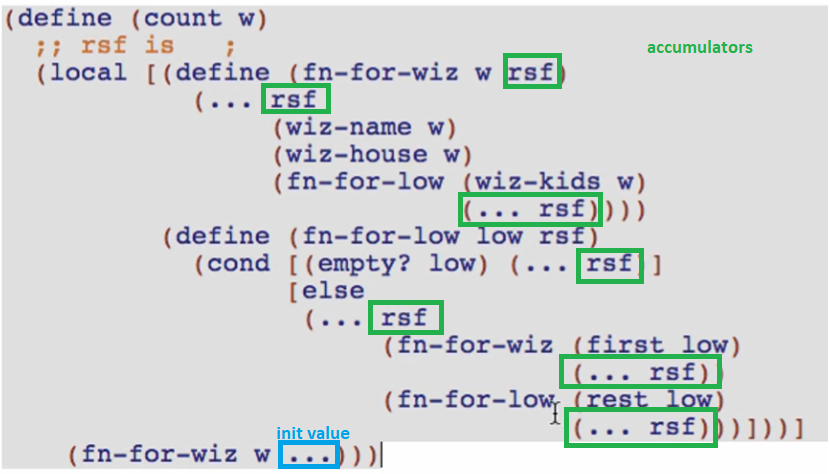 (define (count w)
;; rsf is ;
accumulators
(local [(define (fn-for-wiz w rsf)
(... rsf
(wiz-name w)
(wiz-house w)
(fn-for-low (wiz-kids w)
(... rsf))))
(define (fn-for-low low rsf)
(cond [(empty? low) (... rsf)]
[else
(... rsf
(fn-for-wiz (first low)
(... rsf))
(fn-for-low (rest low)
(... rsf)))]))]
init value
(fn-for-wiz w ...)))